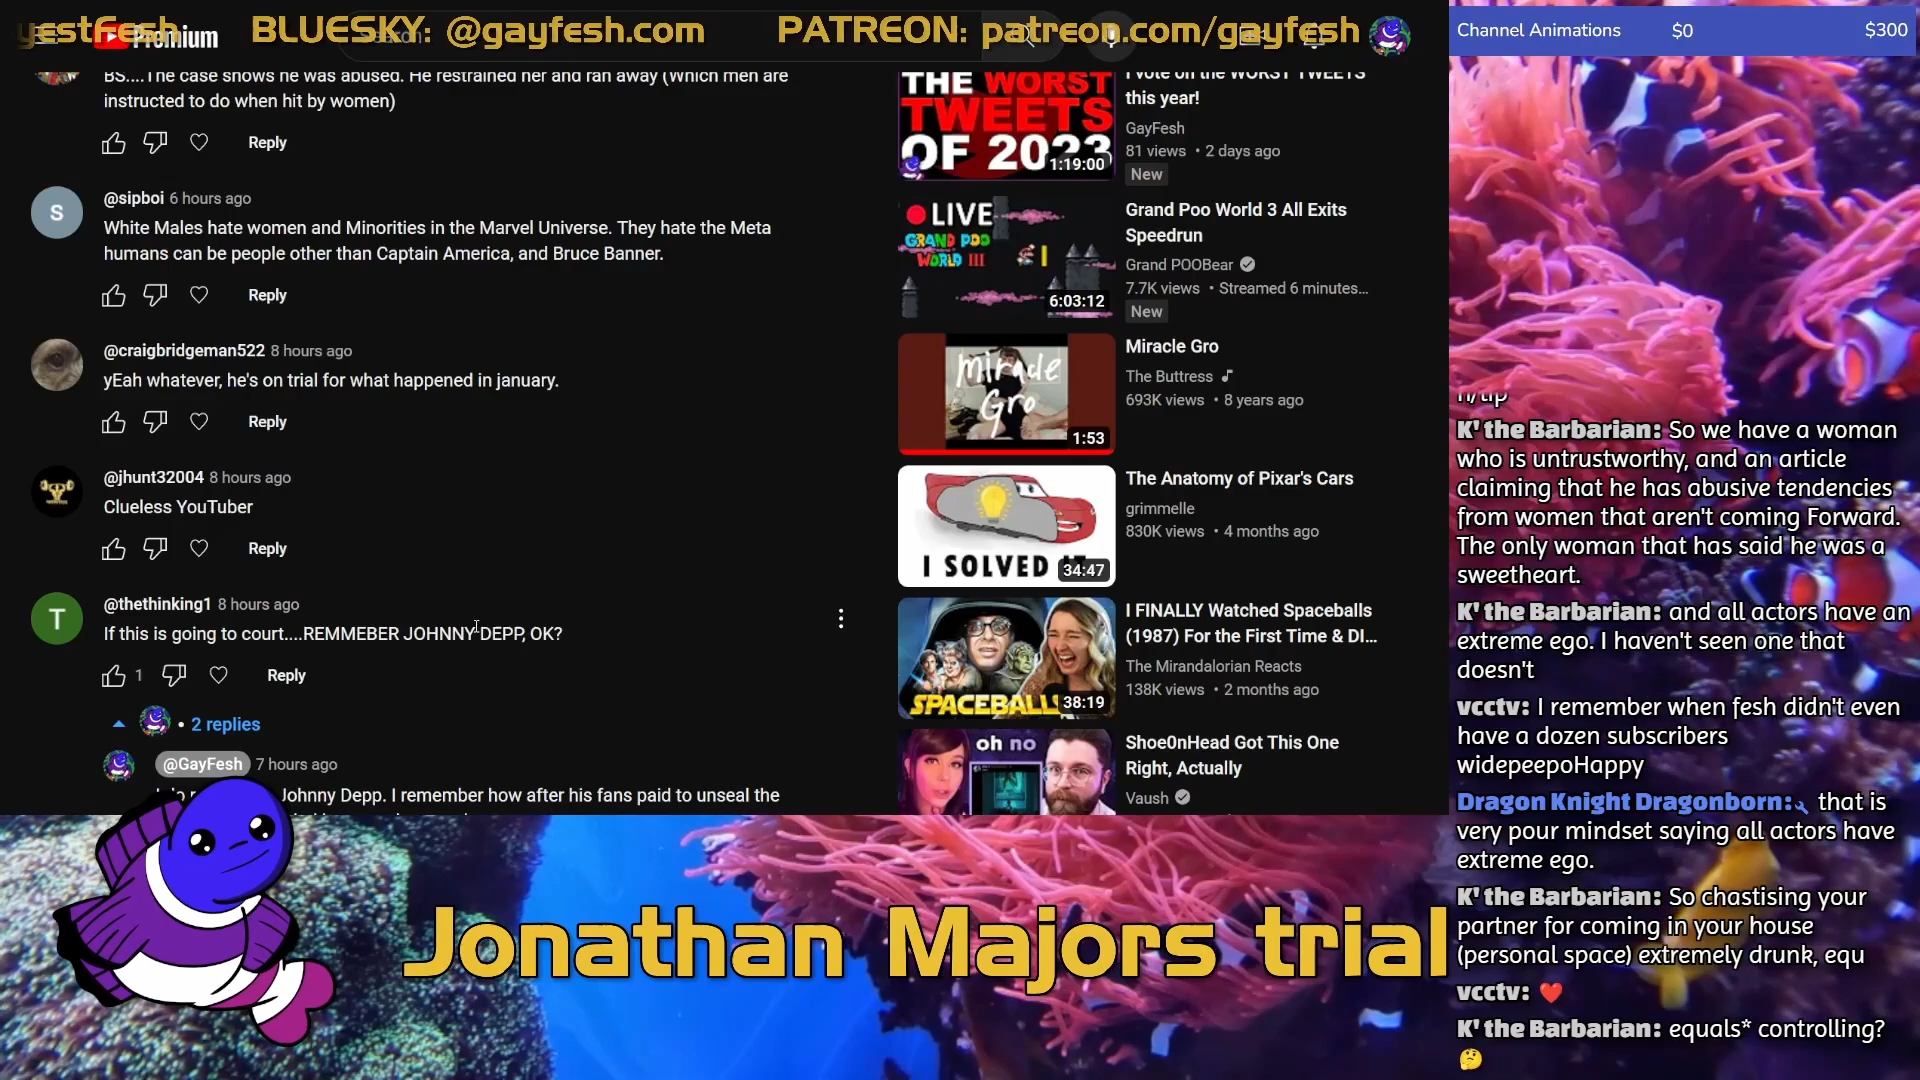 yestFesh BLUESKY: @gayfesh.com PATREON: patreon.com/gayfesh
Premium
Search
BS....The case shows he was abused. He restrained her and ran away (Which men are
instructed to do when hit by women)
Reply
S
@sipboi 6 hours ago
White Males hate women and Minorities in the Marvel Universe. They hate the Meta
humans can be people other than Captain America, and Bruce Banner.
Reply
@craigbridgeman522 8 hours ago
yEah whatever, he's on trial for what happened in january.
Reply
@jhunt32004 8 hours ago
Clueless YouTuber
Reply
T
@thethinking1 8 hours ago
If this is going to court....REMMEBER JOHNNY DEPP, OK?
1 Reply
• 2 replies
@GayFesh 7 hours ago
Johnny Depp. I remember how after his fans paid to unseal the
THE WORST
TWEETS
OF 2023
1:19:00
I vote on the WORST TWEETS
this year!
GayFesh
81 views • 2 days ago
New
LIVE
GRAND POO
WORLD III
6:03:12
Grand Poo World 3 All Exits
Speedrun
Grand POOBear
7.7K views • Streamed 6 minutes...
New
miracle
Gro
1:53
Miracle Gro
The Buttress
693K views • 8 years ago
I SOLVED IT
34:47
The Anatomy of Pixar's Cars
grimmelle
830K views • 4 months ago
SPACEBALLS
38:19
I FINALLY Watched Spaceballs
(1987) For the First Time & DI...
The Mirandalorian Reacts
138K views • 2 months ago
oh no
Shoe0nHead Got This One
Right, Actually
Vaush
Channel Animations $0 $300
n/tip
K' the Barbarian: So we have a woman
who is untrustworthy, and an article
claiming that he has abusive tendencies
from women that aren't coming Forward.
The only woman that has said he was a
sweetheart.
K' the Barbarian: and all actors have an
extreme ego. I haven't seen one that
doesn't
vcctv: I remember when fesh didn't even
have a dozen subscribers
widepeepoHappy
Dragon Knight Dragonborn: that is
very pour mindset saying all actors have
extreme ego.
K' the Barbarian: So chastising your
partner for coming in your house
(personal space) extremely drunk, equ
vcctv: ❤️
K' the Barbarian: equals* controlling?
🤔
Jonathan Majors trial